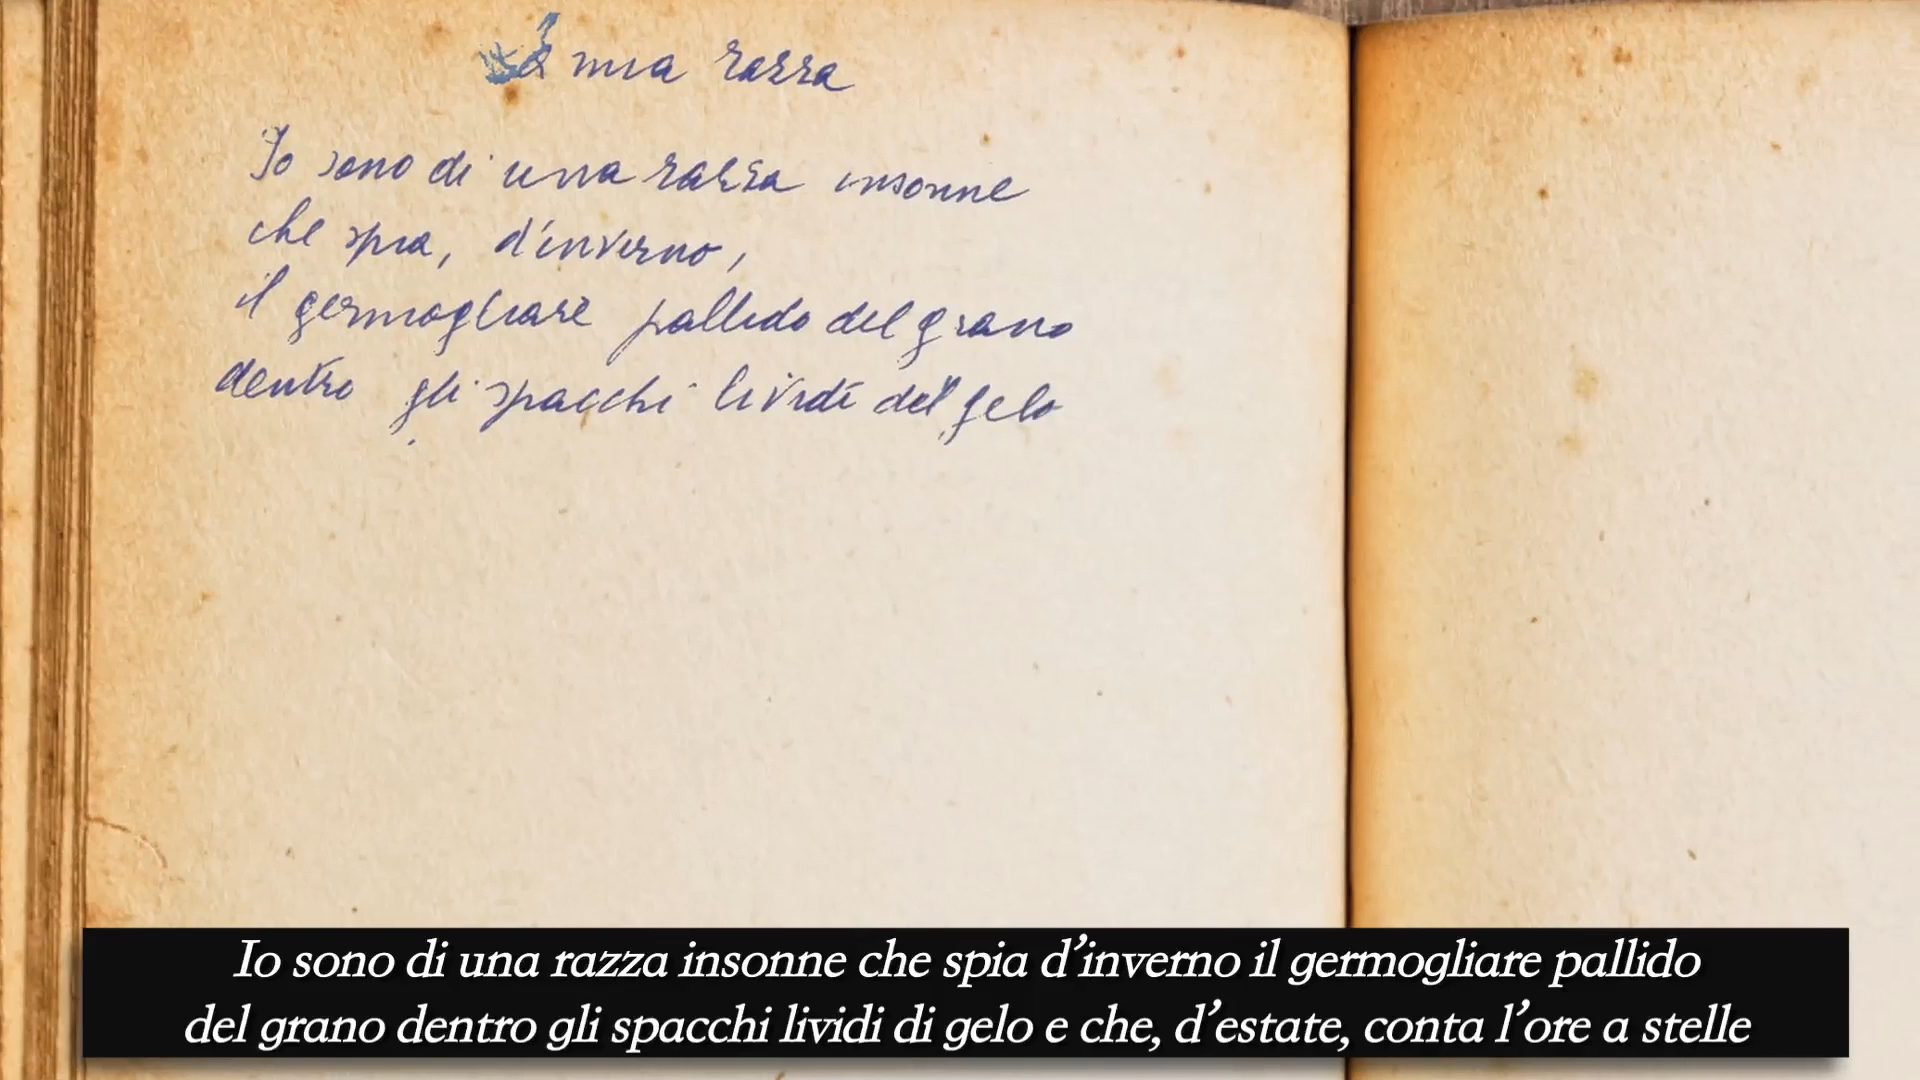 La mia razza
Io sono di una razza insonne
che spia, d'inverno,
il germogliare pallido del grano
dentro gli spacchi lividi del gelo
Io sono di una razza insonne che spia d'inverno il germogliare pallido
del grano dentro gli spacchi lividi di gelo e che, d'estate, conta l'ore a stelle